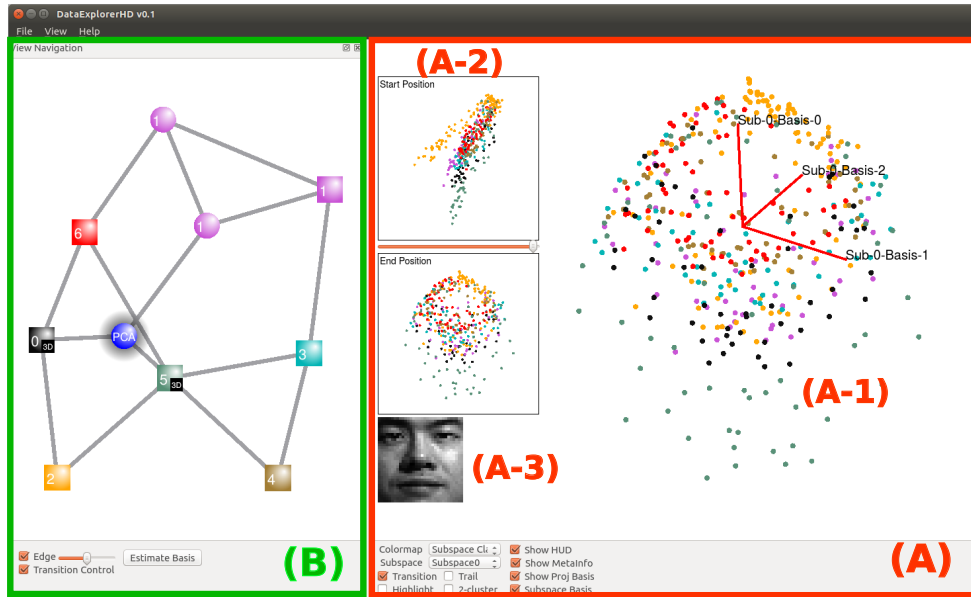 DataExplorerHD v0.1
File View Help
View Navigation
1
1
1
6
PCA
0 3D
3
5 3D
2
4
Edge
Estimate Basis
Transition Control
(B)
(A-2)
Start Position
End Position
(A-3)
Sub-0-Basis-0
Sub-0-Basis-2
Sub-0-Basis-1
(A-1)
Colormap Subspace Cl
Show HUD
Subspace Subspace0
Show MetaInfo
Transition Trail
Show Proj Basis
Highlight 2-cluster
Subspace Basis
(A)